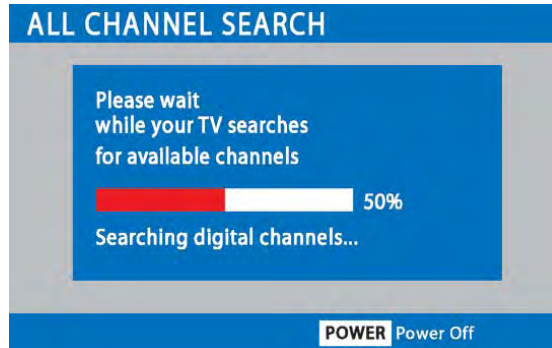 ALL CHANNEL SEARCH
Please wait
while your TV searches
for available channels
50%
Searching digital channels...
POWER Power Off